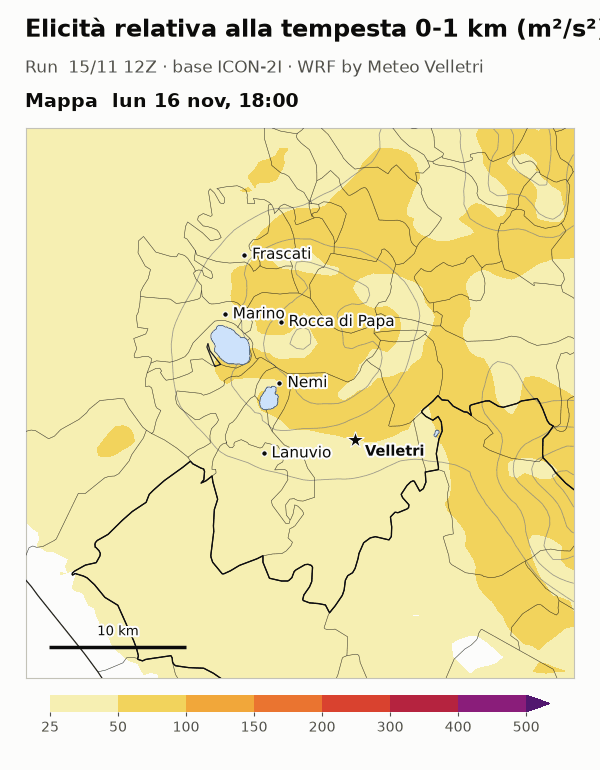 Elicità relativa alla tempesta 0-1 km (m²/s²)
Run 15/11 12Z · base ICON-2I · WRF by Meteo Velletri
Mappa lun 16 nov, 18:00
Frascati
Marino
Rocca di Papa
Nemi
Velletri
Lanuvio
10 km
25 50 100 150 200 300 400 500